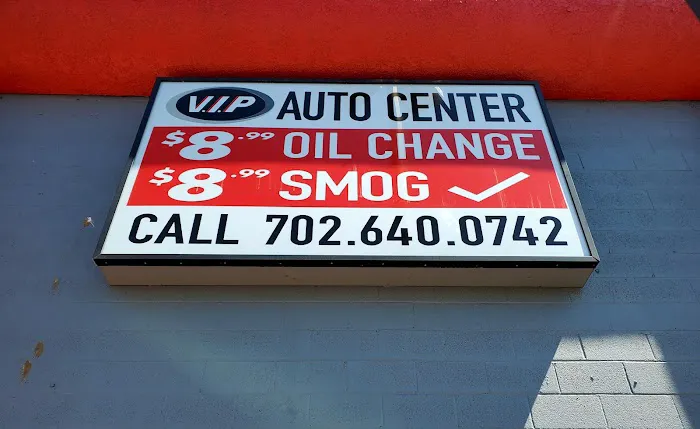 V.I.P AUTO CENTER
$8.99 OIL CHANGE
$8.99 SMOG ✓
CALL 702.640.0742